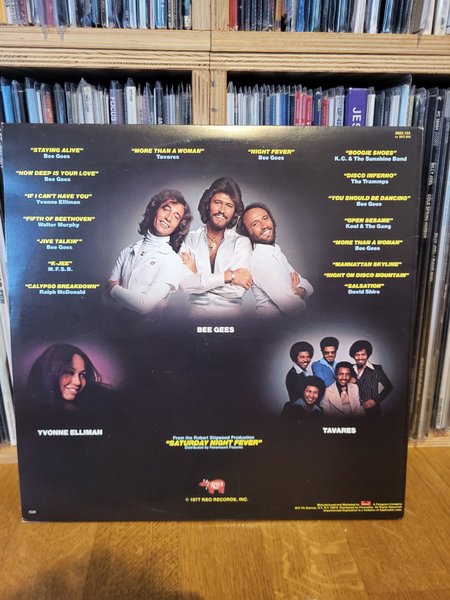 "STAYING ALIVE"
Bee Gees
"HOW DEEP IS YOUR LOVE"
Bee Gees
"IF I CAN'T HAVE YOU"
Yvonne Elliman
"FIFTH OF BEETHOVEN"
Walter Murphy
"JIVE TALKIN'"
Bee Gees
"K-JEE"
M.F.S.B.
"CALYPSO BREAKDOWN"
Ralph McDonald
"MORE THAN A WOMAN"
Tavares
"NIGHT FEVER"
Bee Gees
"BOOGIE SHOES"
K.C. & The Sunshine Band
"DISCO INFERNO"
The Trammps
"YOU SHOULD BE DANCING"
Bee Gees
"OPEN SESAME"
Kool & The Gang
"MORE THAN A WOMAN"
Bee Gees
"MANHATTAN SKYLINE"
"NIGHT ON DISCO MOUNTAIN"
"SALSATION"
David Shire
BEE GEES
YVONNE ELLIMAN
TAVARES
From the Robert Stigwood Production
"SATURDAY NIGHT FEVER"
Distributed by Paramount Pictures
RSO
© 1977 RSO RECORDS, INC.